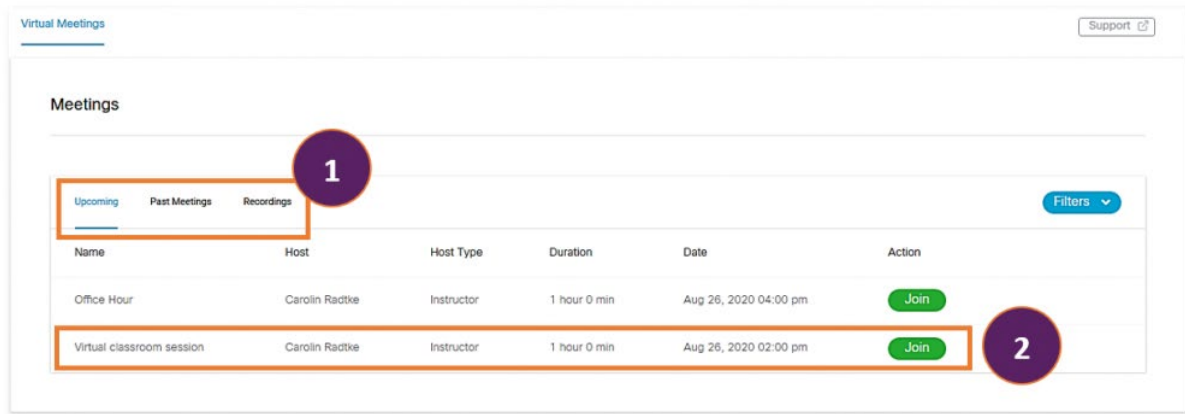 Virtual Meetings Support
Meetings
1
Upcoming Past Meetings Recordings Filters
Name Host Host Type Duration Date Action
Office Hour Carolin Radtke Instructor 1 hour 0 min Aug 26, 2020 04:00 pm Join
Virtual classroom session Carolin Radtke Instructor 1 hour 0 min Aug 26, 2020 02:00 pm Join 2